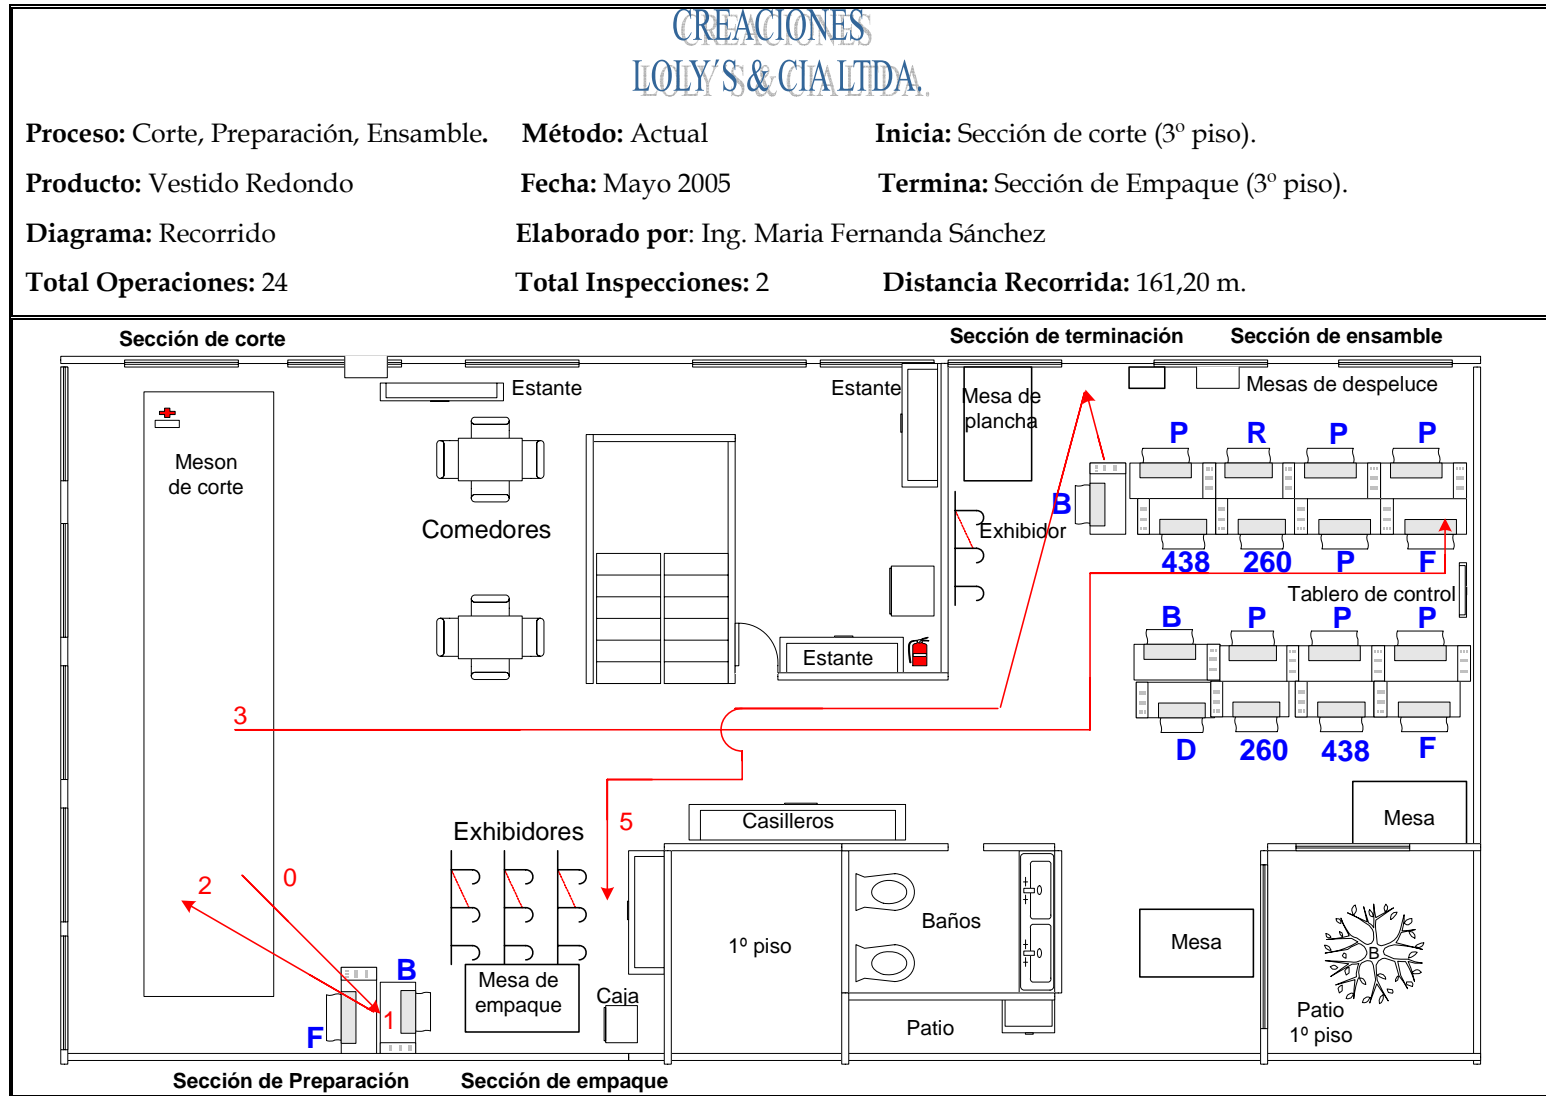 CREACIONES
LOLY´S & CIA LTDA.
Proceso: Corte, Preparación, Ensamble. Método: Actual Inicia: Sección de corte (3º piso).
Producto: Vestido Redondo Fecha: Mayo 2005 Termina: Sección de Empaque (3º piso).
Diagrama: Recorrido Elaborado por: Ing. Maria Fernanda Sánchez
Total Operaciones: 24 Total Inspecciones: 2 Distancia Recorrida: 161,20 m.
Sección de corte Sección de terminación Sección de ensamble
Estante Estante Mesas de despeluce
Mesa de
plancha
P R P P
Meson
de corte
B
Comedores Exhibidor
438 260 P F
Tablero de control
B P P P
Estante
3
D 260 438 F
5 Casilleros Mesa
Exhibidores
2 0
Baños
1º piso Mesa
B
B
Mesa de
empaque
Caja
1
F
Patio
Patio
1º piso
Sección de Preparación Sección de empaque